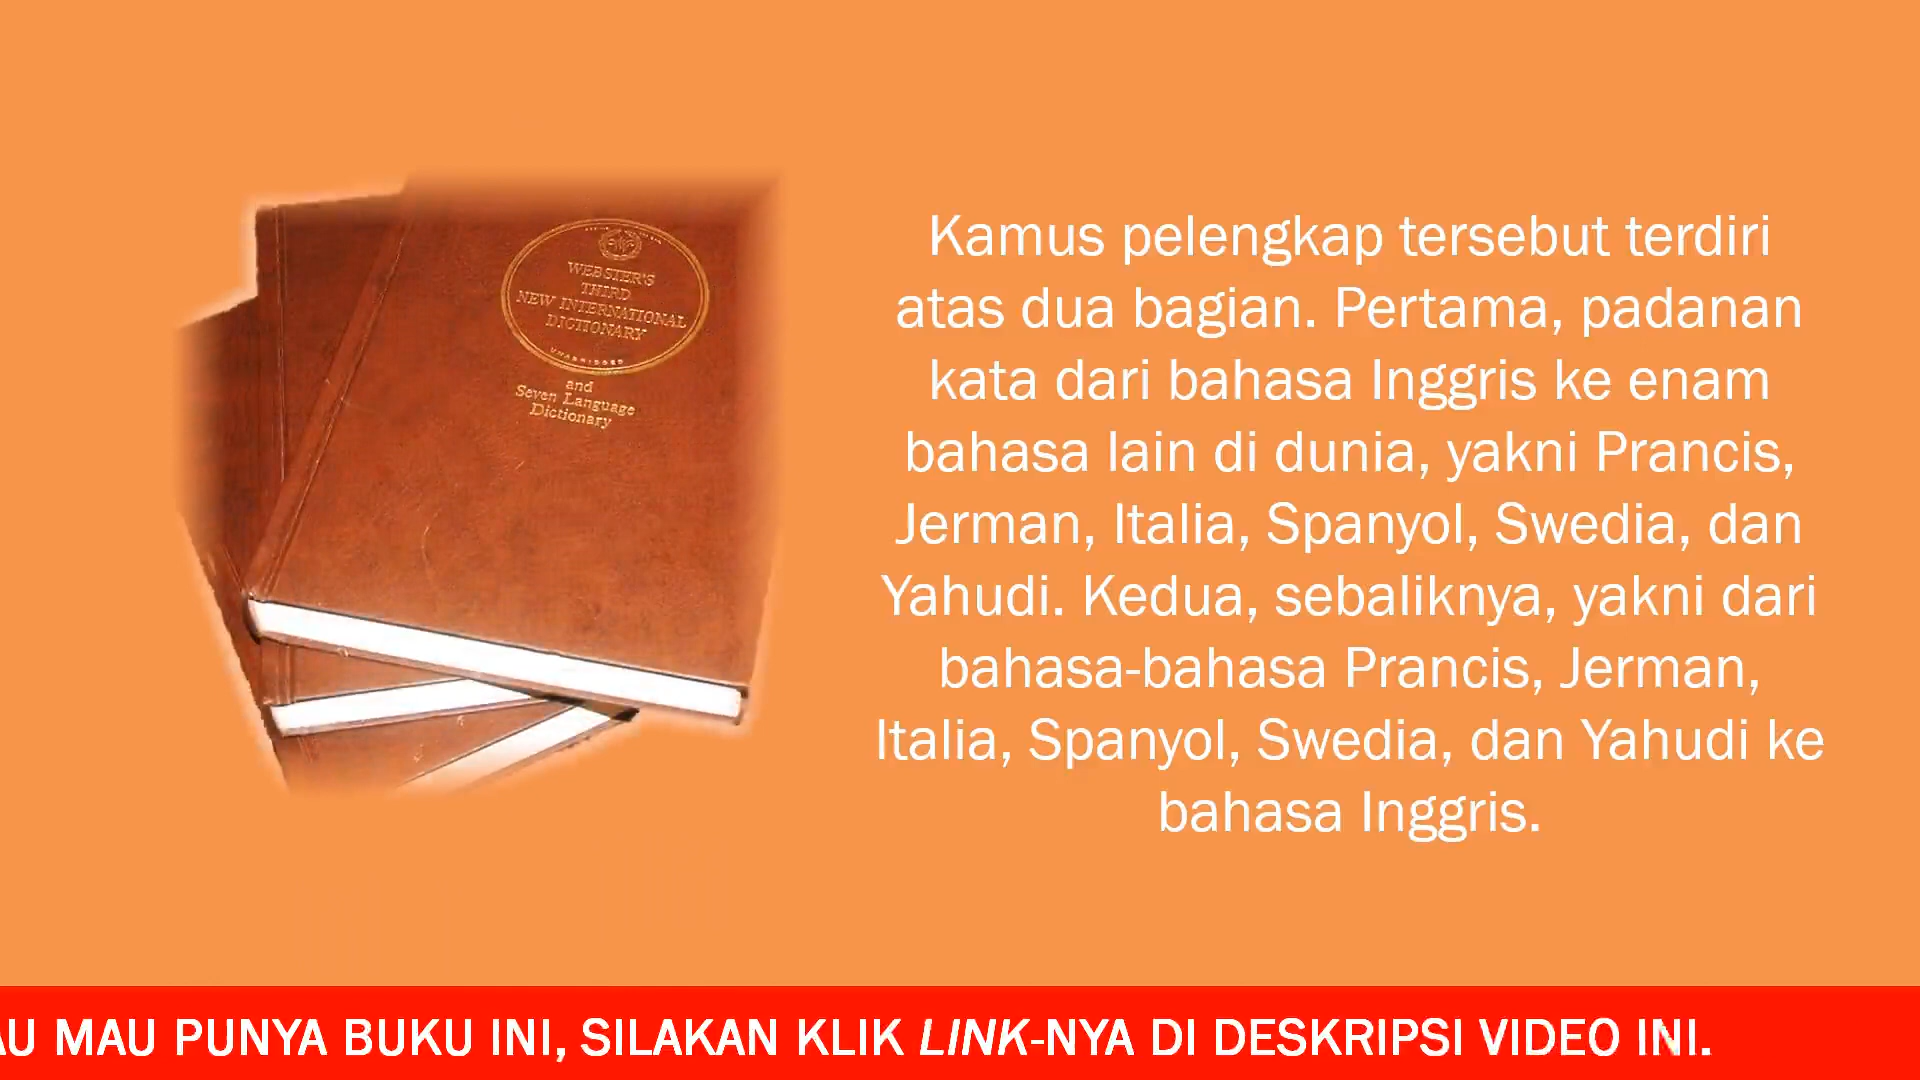 WEBSTER'S
THIRD
NEW INTERNATIONAL
DICTIONARY
UNABRIDGED
and
Seven Language
Dictionary
Kamus pelengkap tersebut terdiri
atas dua bagian. Pertama, padanan
kata dari bahasa Inggris ke enam
bahasa lain di dunia, yakni Prancis,
Jerman, Italia, Spanyol, Swedia, dan
Yahudi. Kedua, sebaliknya, yakni dari
bahasa-bahasa Prancis, Jerman,
Italia, Spanyol, Swedia, dan Yahudi ke
bahasa Inggris.
AU MAU PUNYA BUKU INI, SILAKAN KLIK LINK-NYA DI DESKRIPSI VIDEO INI.